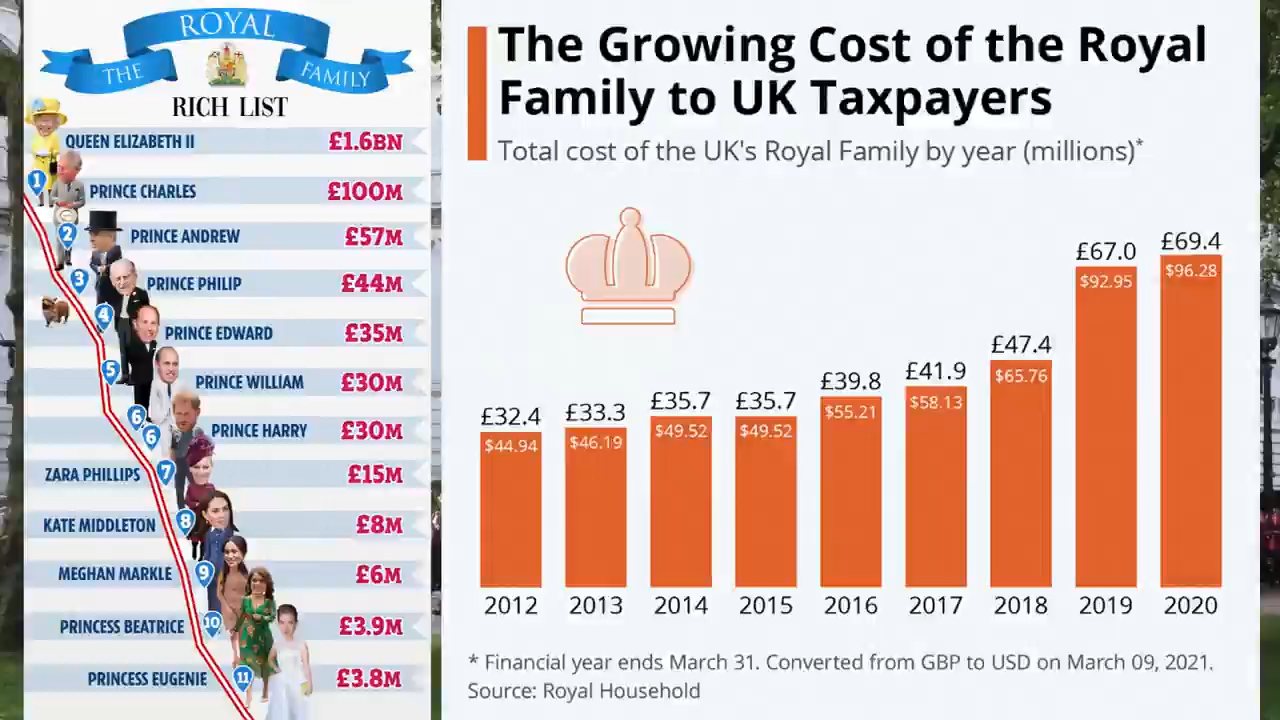 THE ROYAL FAMILY
RICH LIST
QUEEN ELIZABETH II £1.6BN
1 PRINCE CHARLES £100M
2 PRINCE ANDREW £57M
3 PRINCE PHILIP £44M
4 PRINCE EDWARD £35M
5 PRINCE WILLIAM £30M
6 PRINCE HARRY £30M
6
ZARA PHILLIPS 7 £15M
KATE MIDDLETON 8 £8M
MEGHAN MARKLE 9 £6M
PRINCESS BEATRICE 10 £3.9M
PRINCESS EUGENIE 11 £3.8M
The Growing Cost of the Royal
Family to UK Taxpayers
Total cost of the UK's Royal Family by year (millions)*
£32.4 £33.3 £35.7 £35.7 £39.8 £41.9 £47.4 £67.0 £69.4
$44.94 $46.19 $49.52 $49.52 $55.21 $58.13 $65.76 $92.95 $96.28
2012 2013 2014 2015 2016 2017 2018 2019 2020
* Financial year ends March 31. Converted from GBP to USD on March 09, 2021.
Source: Royal Household